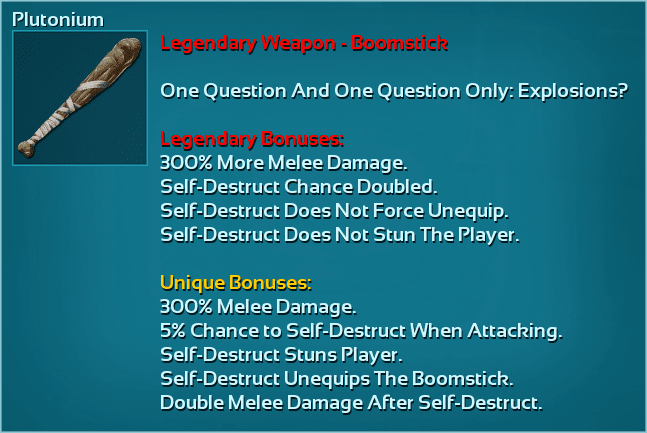 Plutonium
Legendary Weapon - Boomstick
One Question And One Question Only: Explosions?
Legendary Bonuses:
300% More Melee Damage.
Self-Destruct Chance Doubled.
Self-Destruct Does Not Force Unequip.
Self-Destruct Does Not Stun The Player.
Unique Bonuses:
300% Melee Damage.
5% Chance to Self-Destruct When Attacking.
Self-Destruct Stuns Player.
Self-Destruct Unequips The Boomstick.
Double Melee Damage After Self-Destruct.